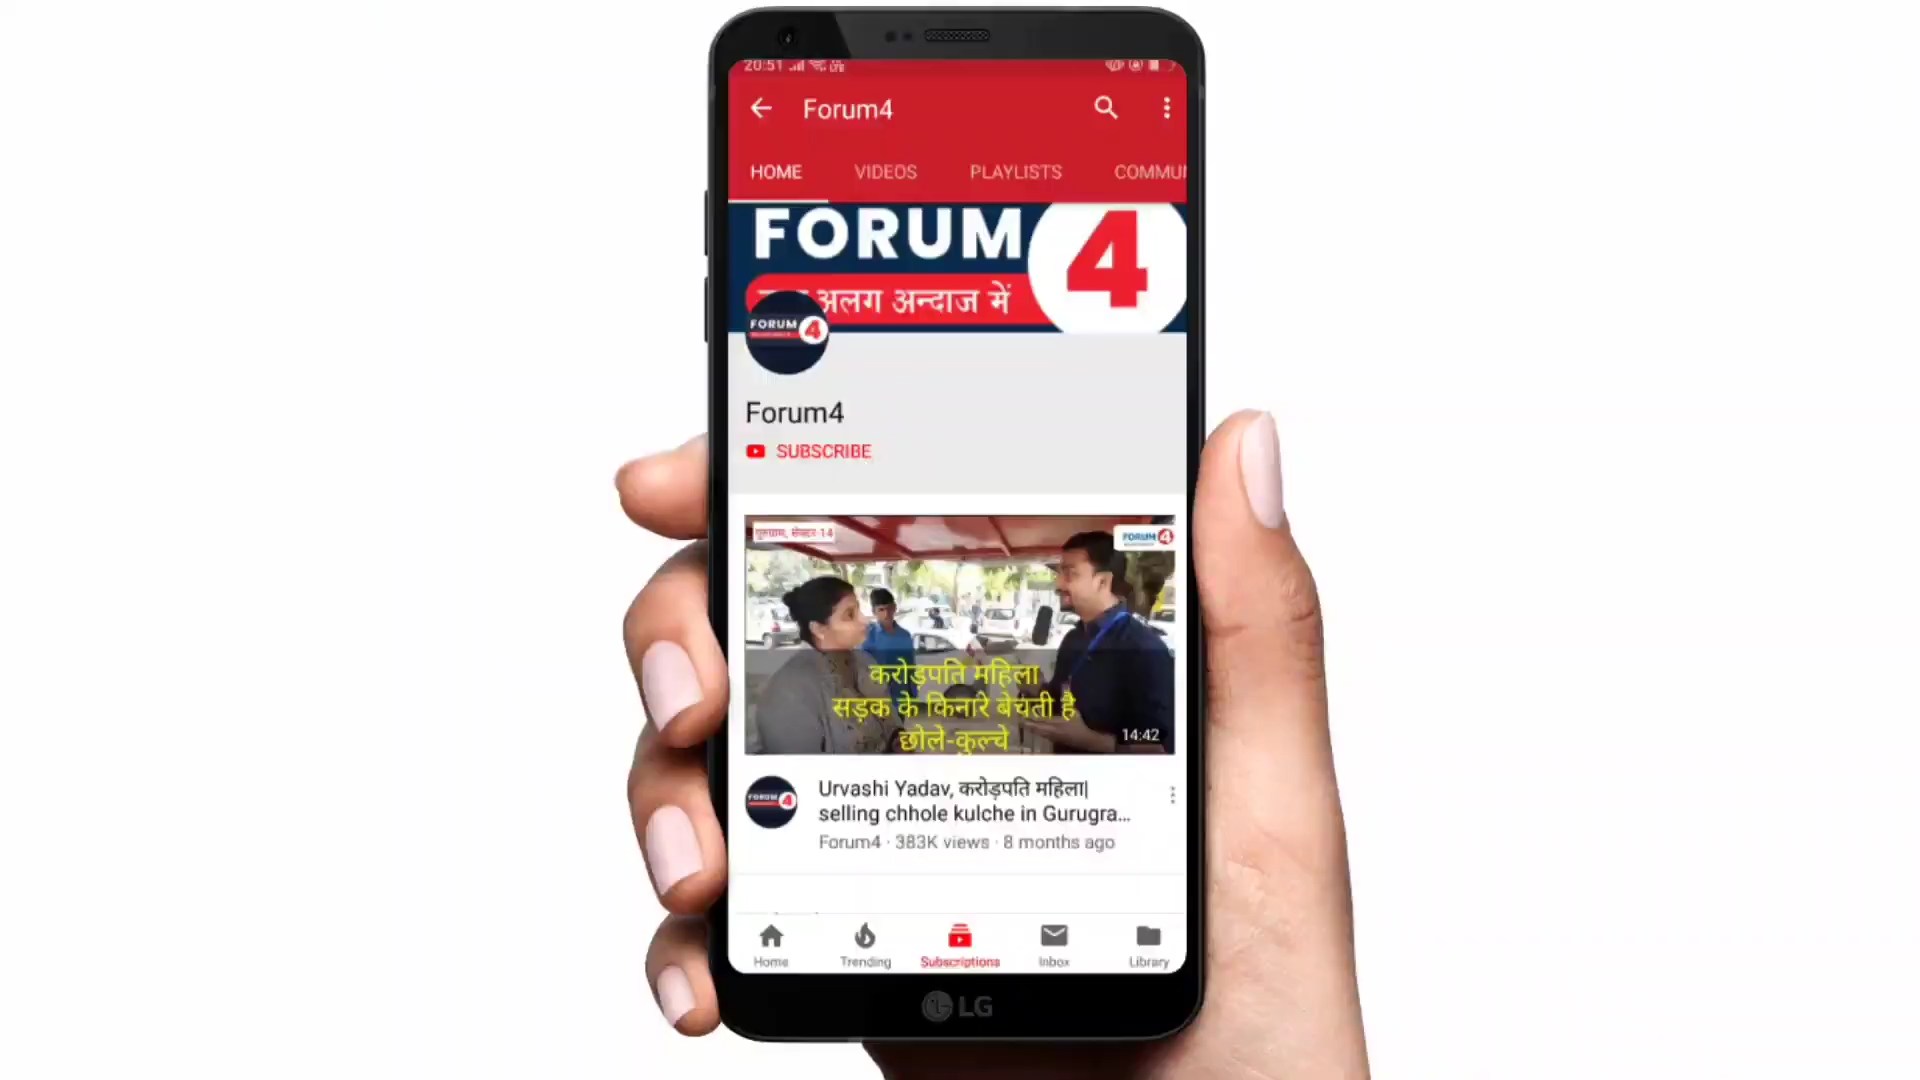 20:51
Forum4
HOME VIDEOS PLAYLISTS COMMU
FORUM 4
अलग अन्दाज में
FORUM 4
Forum4
SUBSCRIBE
गुरुग्राम, सेक्टर-14
FORUM 4
करोड़पति महिला
सड़क के किनारे बेचती है
छोले-कुल्चे
14:42
FORUM 4
Urvashi Yadav, करोड़पति महिला|
selling chhole kulche in Gurugra...
Forum4 · 383K views · 8 months ago
Home Trending Subscriptions Inbox Library
LG